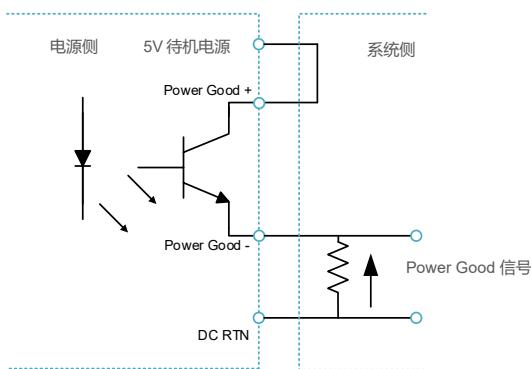 电源侧
5V 待机电源
系统侧
Power Good +
Power Good -
Power Good 信号
DC RTN